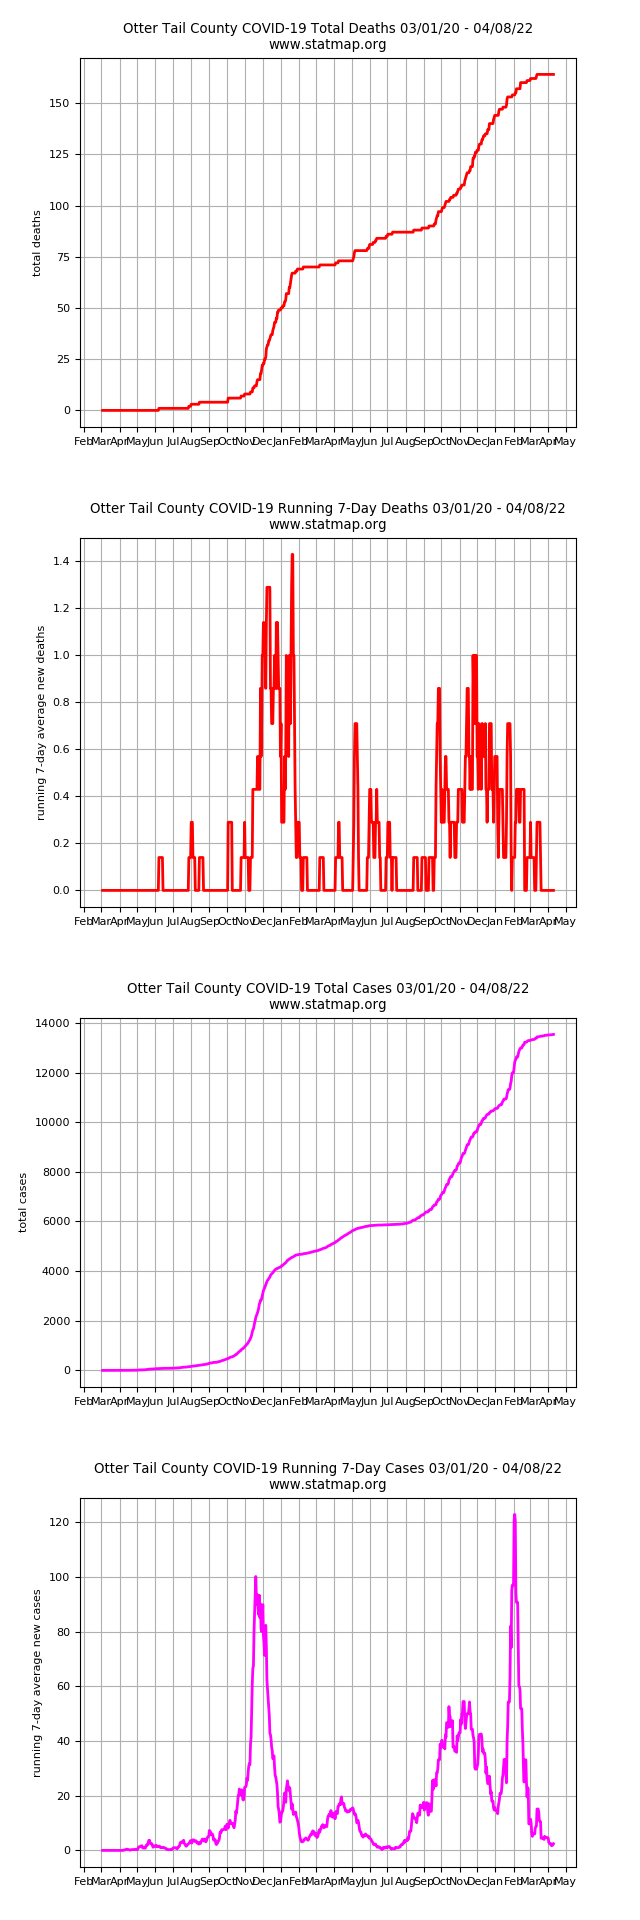 Otter Tail County COVID-19 Total Deaths 03/01/20 - 04/08/22
www.statmap.org
150
125
100
75
50
25
0
total deaths
Feb Mar Apr May Jun Jul Aug Sep Oct Nov Dec Jan Feb Mar Apr May Jun Jul Aug Sep Oct Nov Dec Jan Feb Mar Apr May
Otter Tail County COVID-19 Running 7-Day Deaths 03/01/20 - 04/08/22
www.statmap.org
1.4
1.2
1.0
0.8
0.6
0.4
0.2
0.0
running 7-day average new deaths
Feb Mar Apr May Jun Jul Aug Sep Oct Nov Dec Jan Feb Mar Apr May Jun Jul Aug Sep Oct Nov Dec Jan Feb Mar Apr May
Otter Tail County COVID-19 Total Cases 03/01/20 - 04/08/22
www.statmap.org
14000
12000
10000
8000
6000
4000
2000
0
total cases
Feb Mar Apr May Jun Jul Aug Sep Oct Nov Dec Jan Feb Mar Apr May Jun Jul Aug Sep Oct Nov Dec Jan Feb Mar Apr May
Otter Tail County COVID-19 Running 7-Day Cases 03/01/20 - 04/08/22
www.statmap.org
120
100
80
60
40
20
0
running 7-day average new cases
Feb Mar Apr May Jun Jul Aug Sep Oct Nov Dec Jan Feb Mar Apr May Jun Jul Aug Sep Oct Nov Dec Jan Feb Mar Apr May